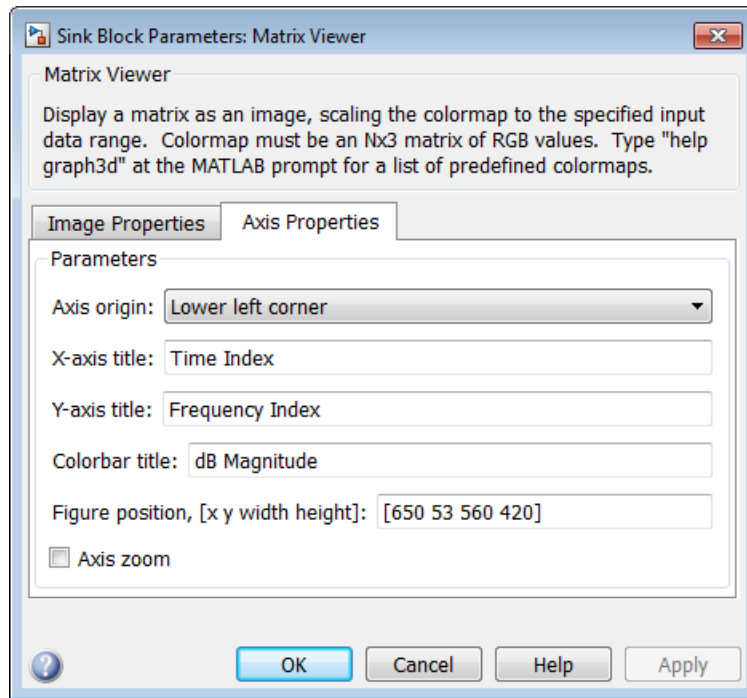 Sink Block Parameters: Matrix Viewer
Matrix Viewer
Display a matrix as an image, scaling the colormap to the specified input
data range.  Colormap must be an Nx3 matrix of RGB values.  Type "help
graph3d" at the MATLAB prompt for a list of predefined colormaps.
Image Properties
Axis Properties
Parameters
Axis origin: Lower left corner
X-axis title: Time Index
Y-axis title: Frequency Index
Colorbar title: dB Magnitude
Figure position, [x y width height]: [650 53 560 420]
Axis zoom
? OK Cancel Help Apply